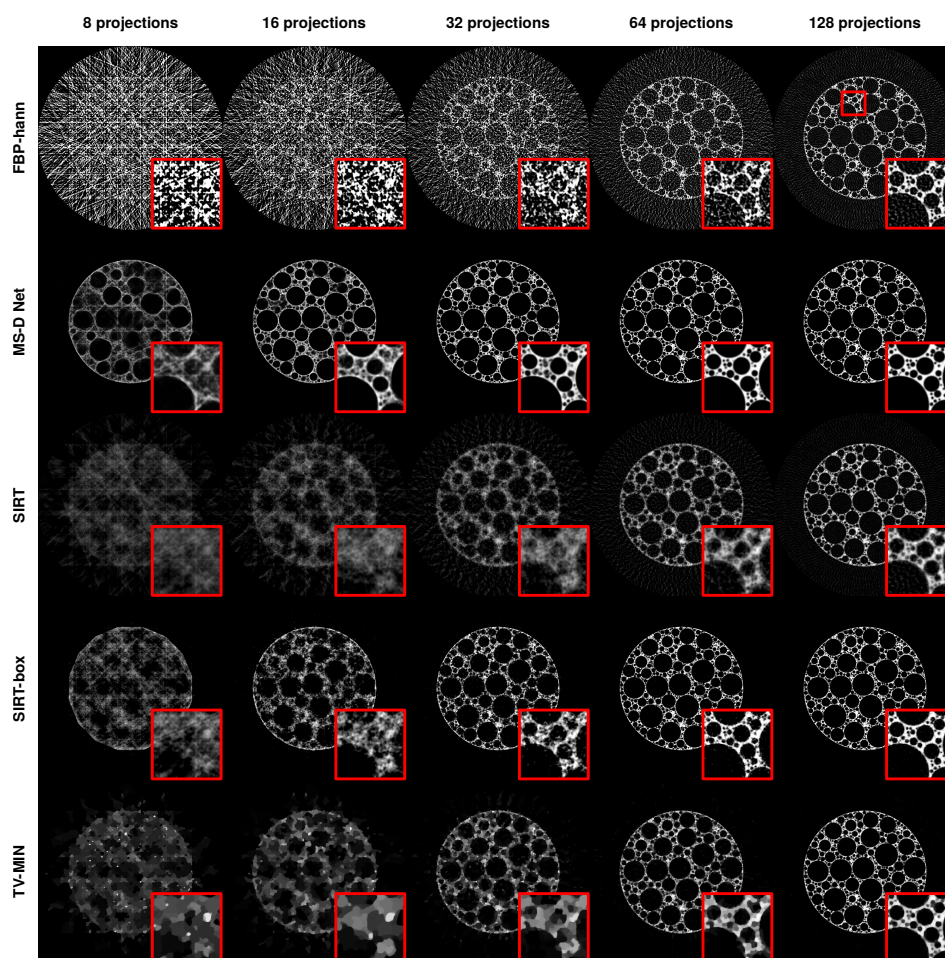 8 projections 16 projections 32 projections 64 projections 128 projections
FBP-hann
MS-D Net
SIRT
SIRT-box
TV-MIN